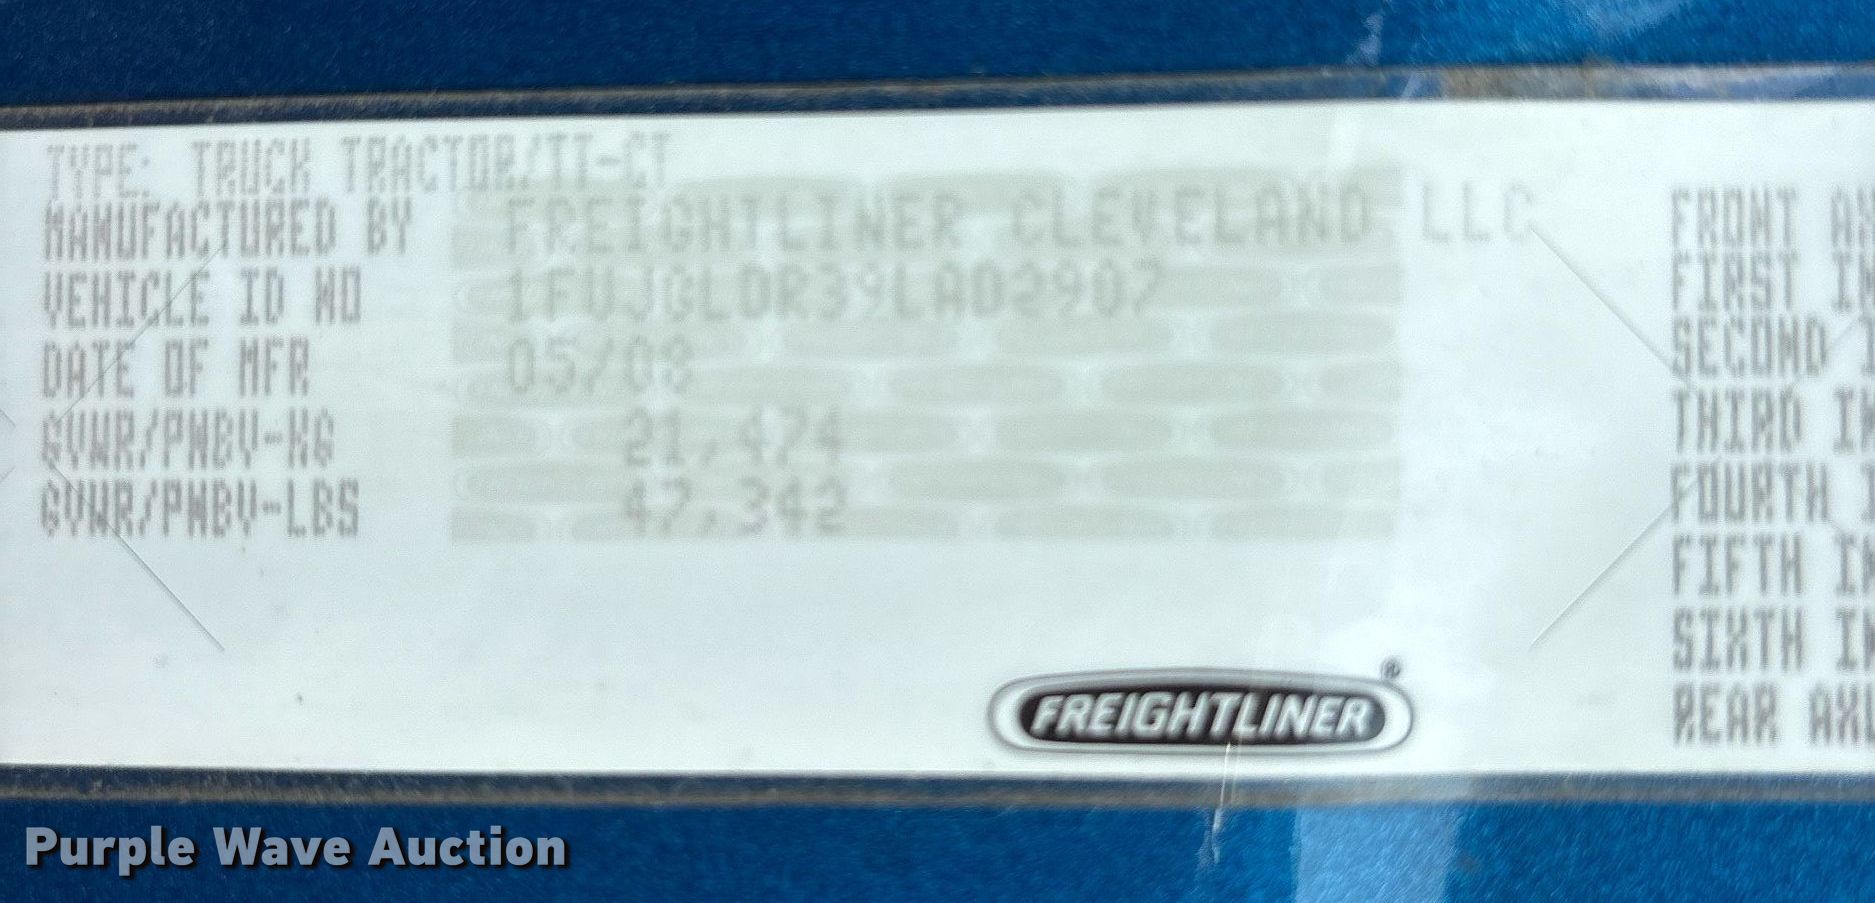 TYPE: TRUCK TRACTOR/TT-CT
MANUFACTURED BY FREIGHTLINER CLEVELAND LLC
VEHICLE ID NO 1FUJGLDR39LAD2907
DATE OF MFR 05/08
GVWR/PNBV-KG 21,474
GVWR/PNBV-LBS 47,342
FREIGHTLINER®
FRONT
FIRST
SECOND
THIRD
FOURTH
FIFTH
SIXTH
REAR
Purple Wave Auction